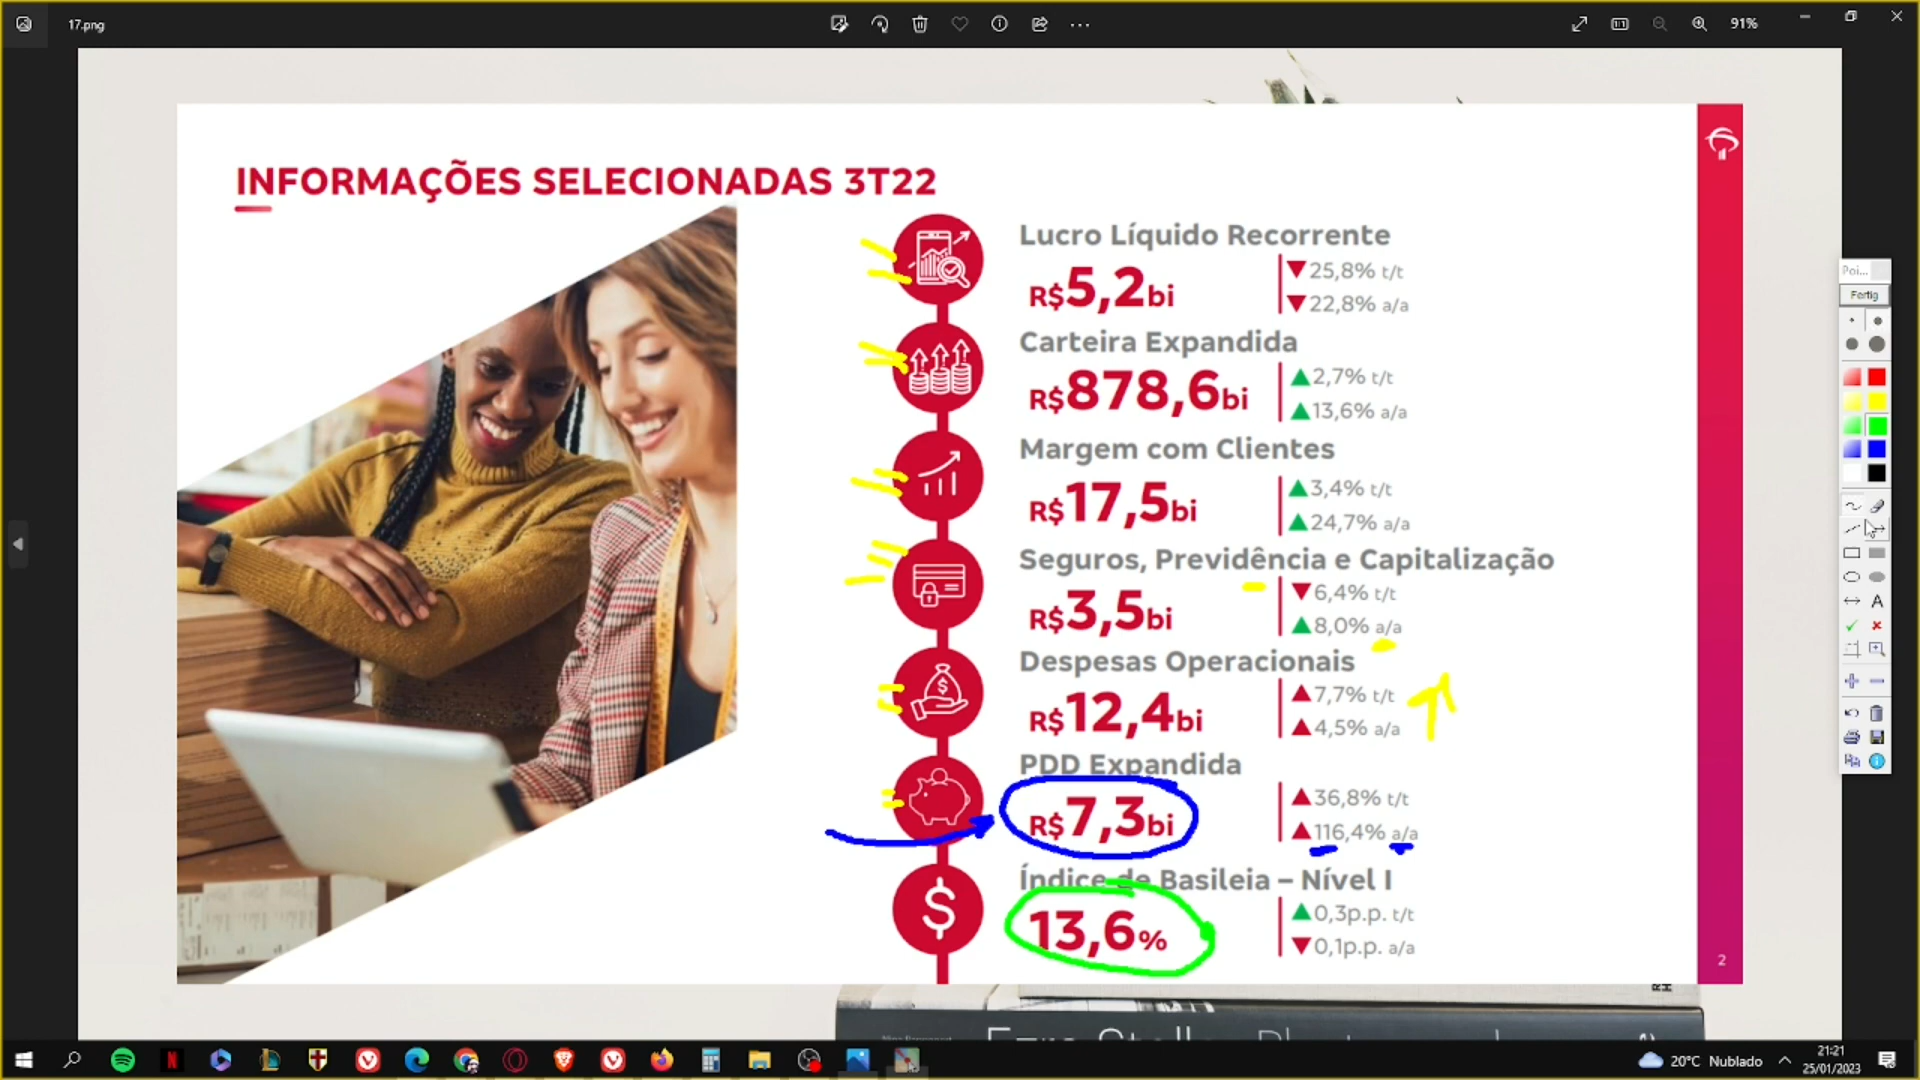 17.png
91%
INFORMAÇÕES SELECIONADAS 3T22
Lucro Líquido Recorrente
R$5,2bi
▼25,8% t/t
▼22,8% a/a
Carteira Expandida
R$878,6bi
▲2,7% t/t
▲13,6% a/a
Margem com Clientes
R$17,5bi
▲3,4% t/t
▲24,7% a/a
Seguros, Previdência e Capitalização
R$3,5bi
▼6,4% t/t
▲8,0% a/a
Despesas Operacionais
R$12,4bi
▲7,7% t/t
▲4,5% a/a
PDD Expandida
R$7,3bi
▲36,8% t/t
▲116,4% a/a
Índice de Basileia – Nível I
13,6%
▲0,3p.p. t/t
▼0,1p.p. a/a
2
Poi...
Fertig
A
20°C Nublado
21:21
25/01/2023